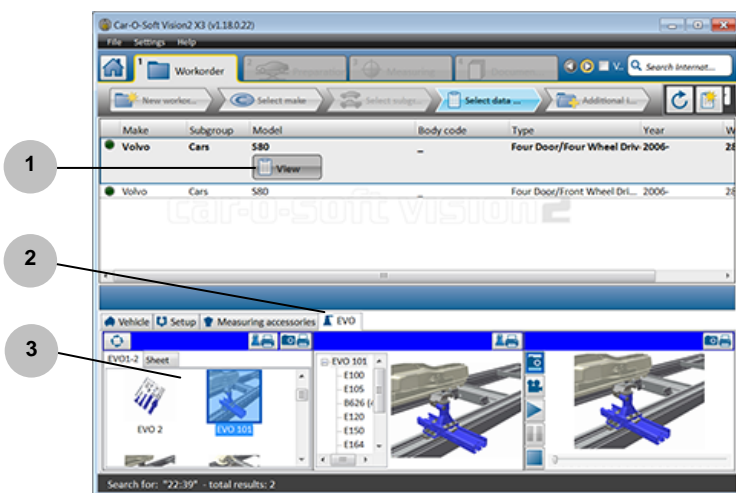 Car-O-Soft Vision2 X3 (v1.18.0.22)
File Settings Help
1 Workorder 2 3 4 V.. Search Internat...
New workor... Select make Select subgr... Select data ... Additional i...
Make Subgroup Model Body code Type Year W
Volvo Cars S80 _ Four Door/Four Wheel Driv 2006- 28
1
View
Volvo Cars S80 _ Four Door/Front Wheel Dri... 2006- 28
car-o-soft vision2
2
Vehicle Setup Measuring accessories EVO
3
EVO1-2 Sheet
EVO 2 EVO 101
EVO 101
E100
E105
B626 (
E120
E150
E164
Search for: "22:39" - total results: 2